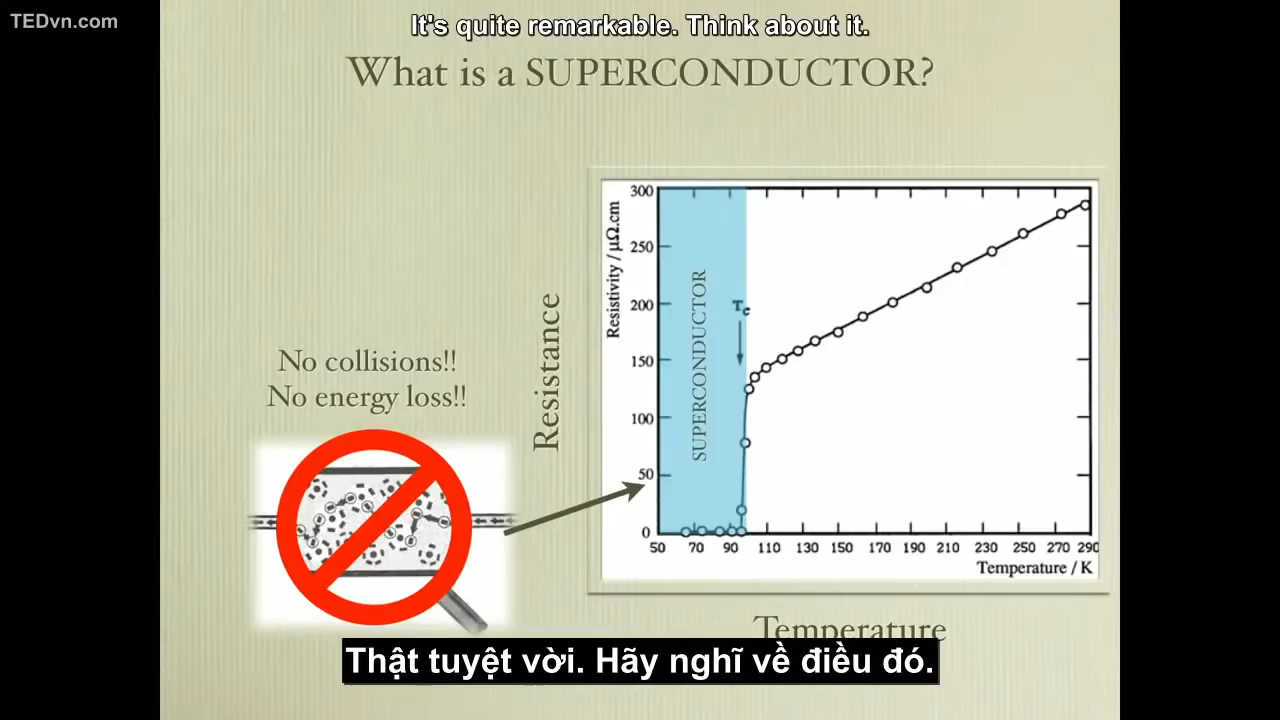 TEDvn.com
It's quite remarkable. Think about it.
What is a SUPERCONDUCTOR?
No collisions!!
No energy loss!!
Resistance
Resistivity / μΩ.cm
300
250
200
150
100
50
0
SUPERCONDUCTOR
Tc
50 70 90 110 130 150 170 190 210 230 250 270 290
Temperature / K
Temperature
Thật tuyệt vời. Hãy nghĩ về điều đó.